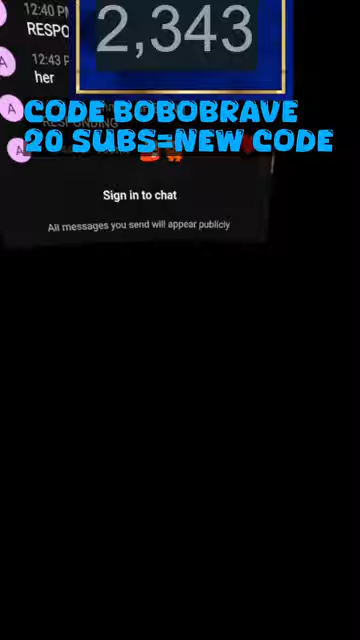 12:40 PM
2,343
RESPO
12:43 P
her
A
CODE BOBOBRAVE
RESPONDING
20 SUBS=NEW CODE
Sign in to chat
All messages you send will appear publicly